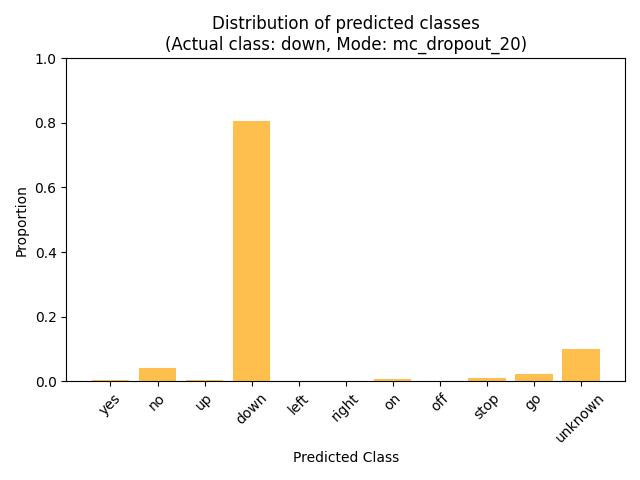 Distribution of predicted classes
(Actual class: down, Mode: mc_dropout_20)
1.0
0.8
0.6
0.4
0.2
0.0
Proportion
yes
no
up
down
left
right
on
off
stop
go
unknown
Predicted Class